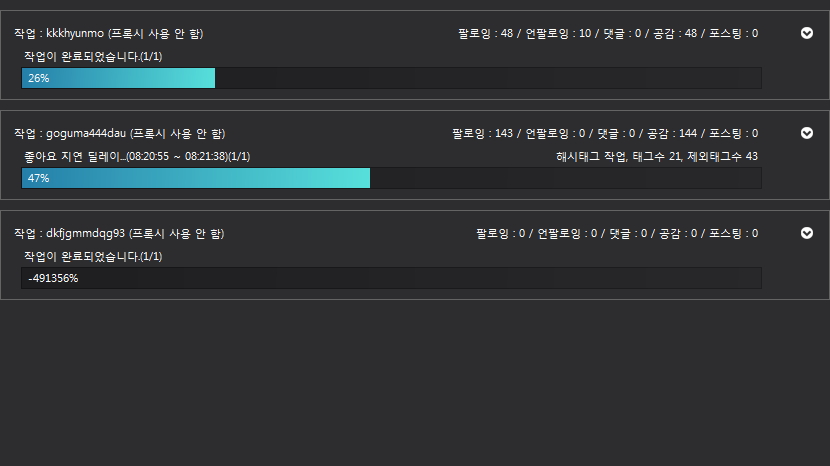 작업 : kkkhyunmo (프록시 사용 안 함) 팔로잉 : 48 / 언팔로잉 : 10 / 댓글 : 0 / 공감 : 48 / 포스팅 : 0
작업이 완료되었습니다.(1/1)
26%
작업 : goguma444dau (프록시 사용 안 함) 팔로잉 : 143 / 언팔로잉 : 0 / 댓글 : 0 / 공감 : 144 / 포스팅 : 0
좋아요 지연 딜레이...(08:20:55 ~ 08:21:38)(1/1) 해시태그 작업, 태그수 21, 제외태그수 43
47%
작업 : dkfjgmmdqg93 (프록시 사용 안 함) 팔로잉 : 0 / 언팔로잉 : 0 / 댓글 : 0 / 공감 : 0 / 포스팅 : 0
작업이 완료되었습니다.(1/1)
-491356%